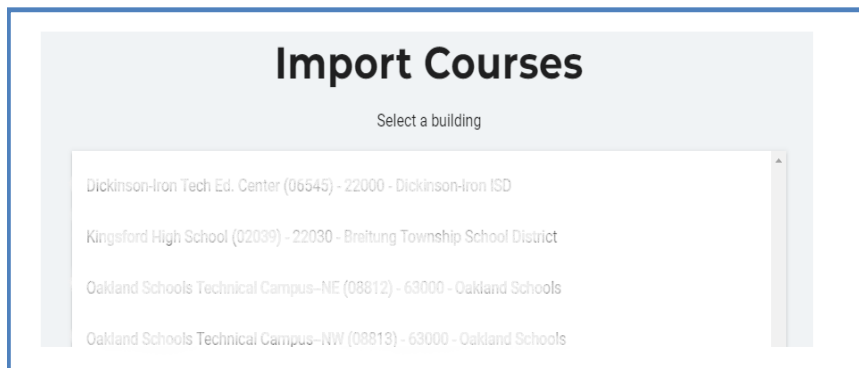 Import Courses
Select a building
Dickinson-Iron Tech Ed. Center (06545) - 22000 - Dickinson-Iron ISD
Kingsford High School (02039) - 22030 - Breitung Township School District
Oakland Schools Technical Campus–NE (08812) - 63000 - Oakland Schools
Oakland Schools Technical Campus–NW (08813) - 63000 - Oakland Schools